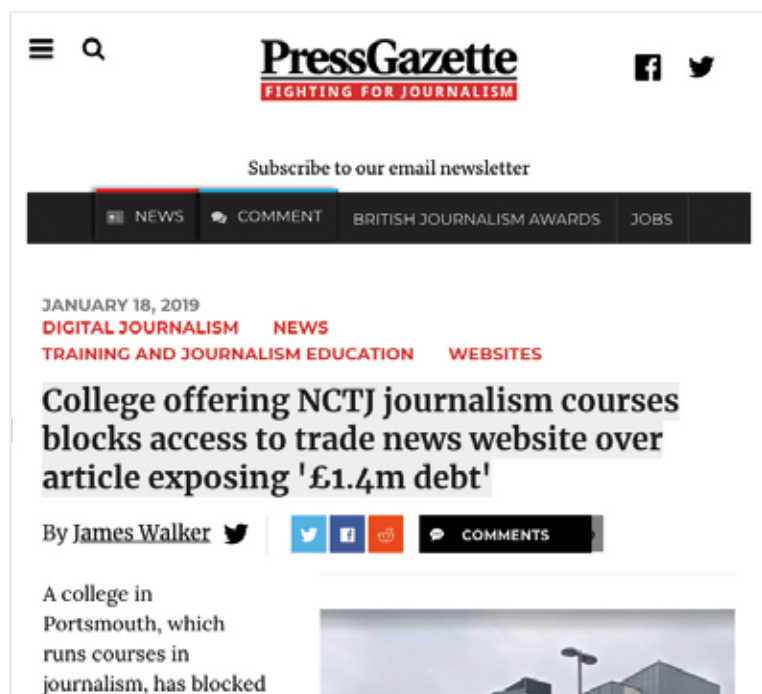 PressGazette
FIGHTING FOR JOURNALISM
Subscribe to our email newsletter
NEWS COMMENT BRITISH JOURNALISM AWARDS JOBS
JANUARY 18, 2019
DIGITAL JOURNALISM NEWS
TRAINING AND JOURNALISM EDUCATION WEBSITES
College offering NCTJ journalism courses
blocks access to trade news website over
article exposing '£1.4m debt'
By James Walker COMMENTS
A college in
Portsmouth, which
runs courses in
journalism, has blocked